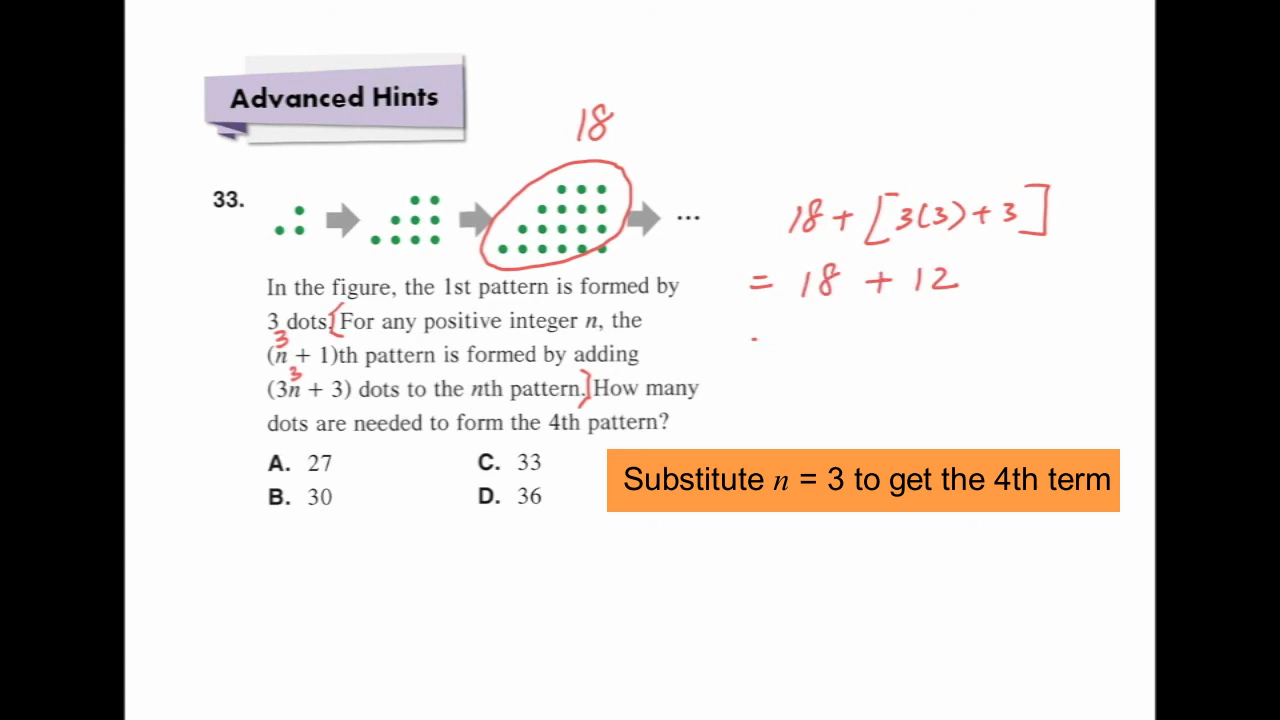 Advanced Hints
18
33.
...
In the figure, the 1st pattern is formed by
3 dots. [For any positive integer n, the
3
(n + 1)th pattern is formed by adding
3
(3n + 3) dots to the nth pattern.] How many
dots are needed to form the 4th pattern?
A. 27
C. 33
B. 30
D. 36
18 + [3(3) + 3]
= 18 + 12
Substitute n = 3 to get the 4th term